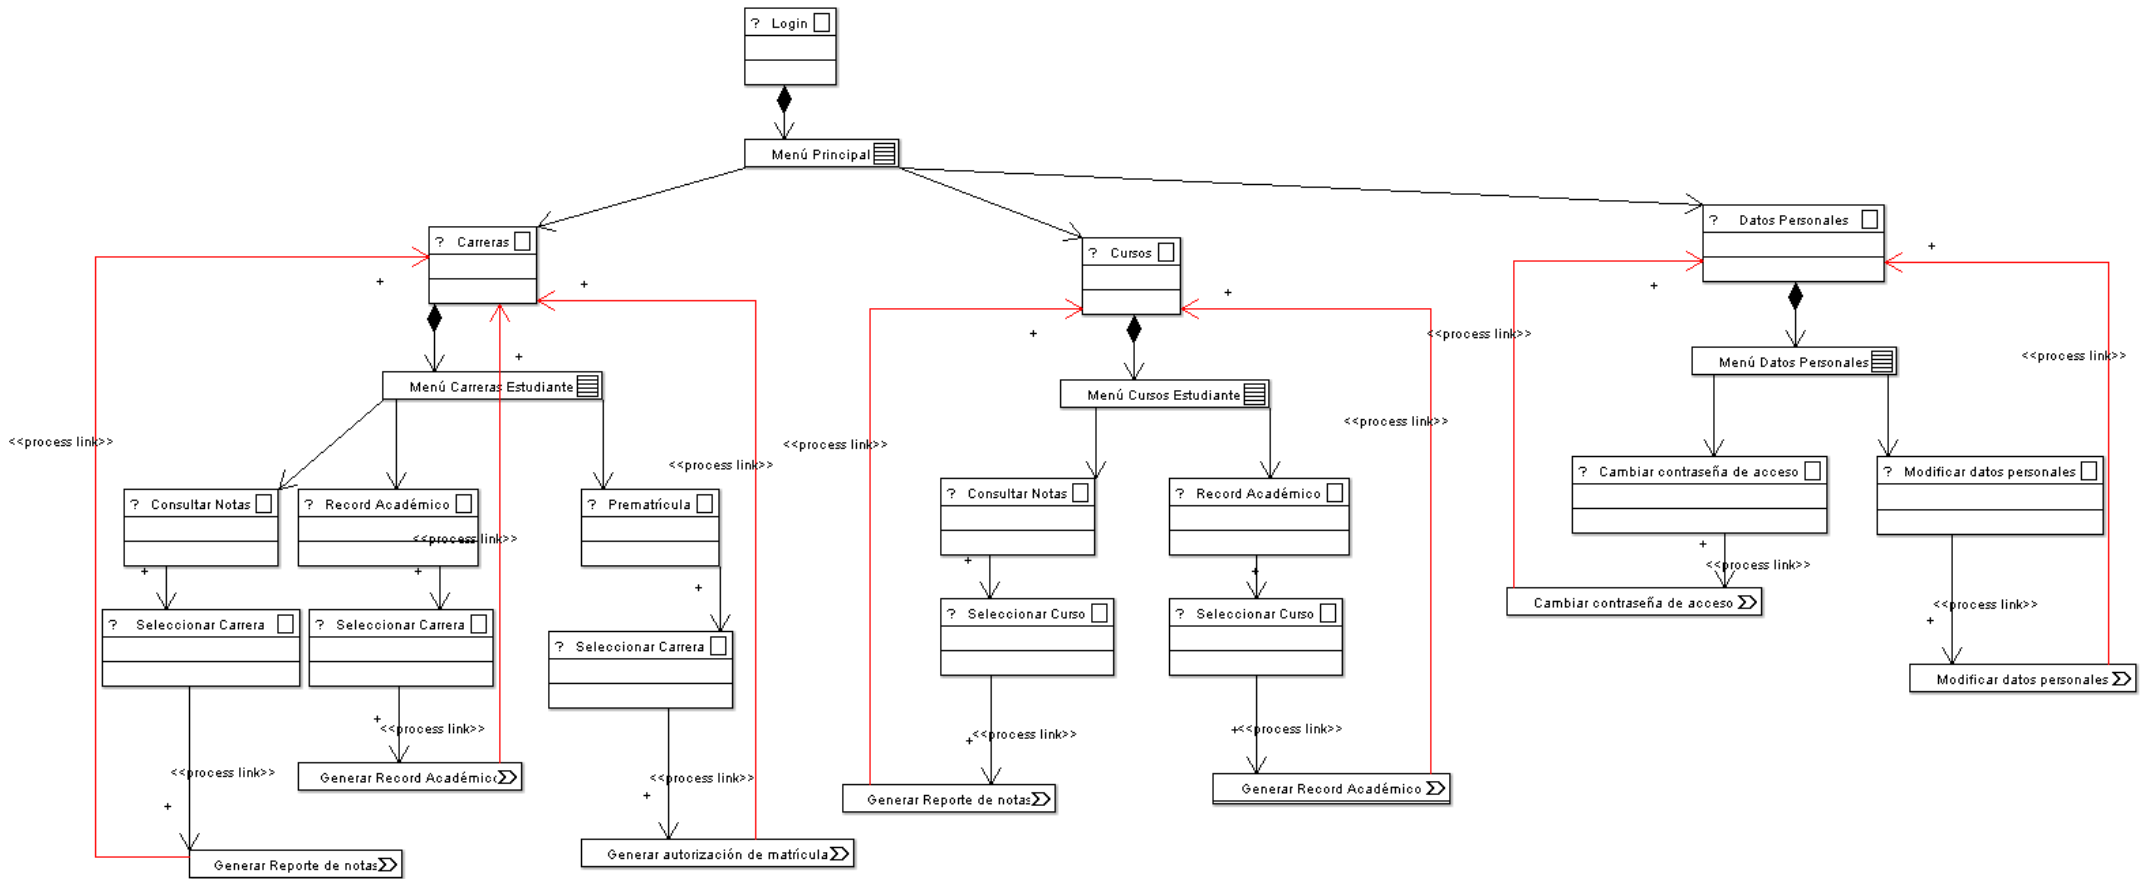 ? Login
Menú Principal
? Carreras
+
+
+
? Cursos
+
+
? Datos Personales
+
+
Menú Carreras Estudiante
Menú Cursos Estudiante
Menú Datos Personales
<<process link>>
<<process link>>
<<process link>>
<<process link>>
<<process link>>
<<process link>>
<<process link>>
? Consultar Notas
? Record Académico
? Prematrícula
? Consultar Notas
? Record Académico
? Cambiar contraseña de acceso
? Modificar datos personales
+
+
+
+
+
+
<<process link>>
+
<<process link>>
? Seleccionar Carrera
? Seleccionar Carrera
? Seleccionar Carrera
? Seleccionar Curso
? Seleccionar Curso
Cambiar contraseña de acceso
Modificar datos personales
+
<<process link>>
+
<<process link>>
+
<<process link>>
+
<<process link>>
+
<<process link>>
Generar Reporte de notas
Generar Record Académico
Generar autorización de matrícula
Generar Reporte de notas
Generar Record Académico